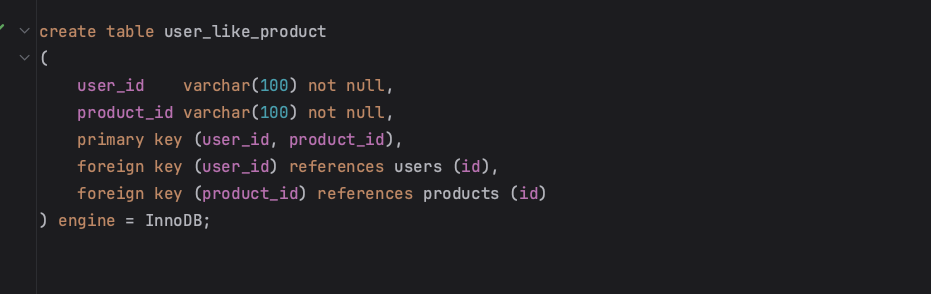 create table user_like_product
(
    user_id    varchar(100) not null,
    product_id varchar(100) not null,
    primary key (user_id, product_id),
    foreign key (user_id) references users (id),
    foreign key (product_id) references products (id)
) engine = InnoDB;